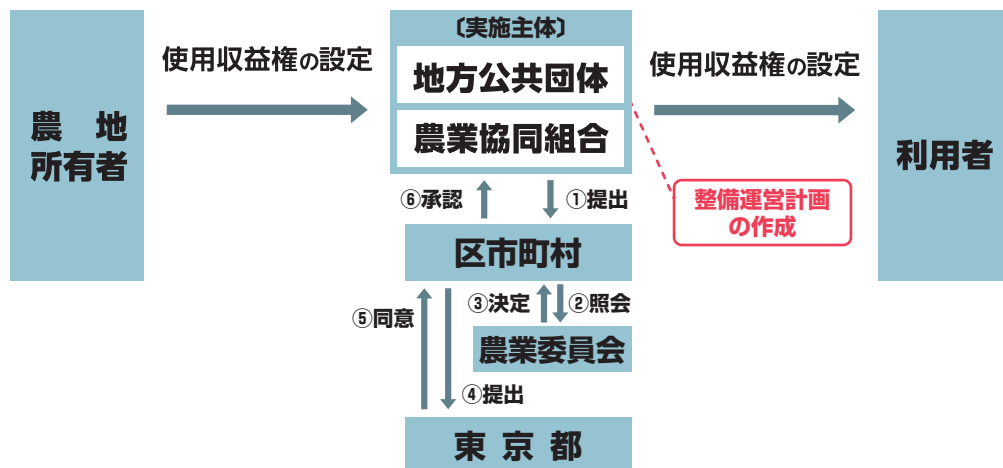 農　地
所有者
使用収益権の設定
〔実施主体〕
地方公共団体
農業協同組合
使用収益権の設定
利用者
整備運営計画
の作成
⑥承認
①提出
区市町村
③決定
②照会
⑤同意
農業委員会
④提出
東 京 都